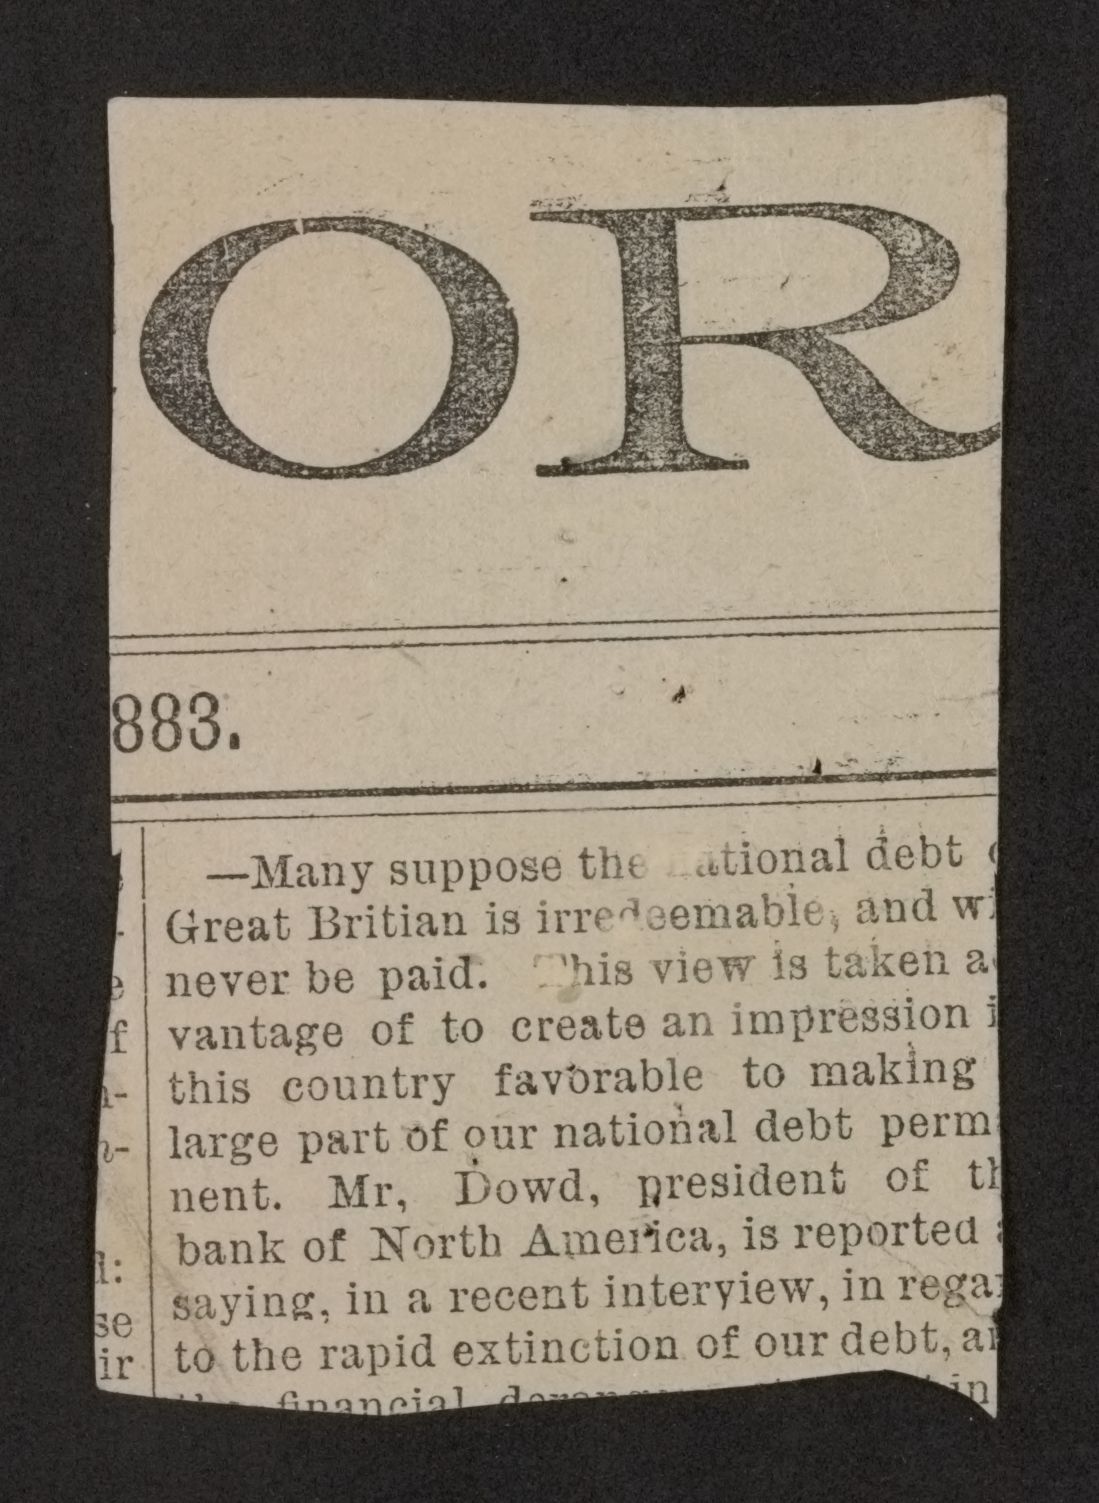 OR
883.
—Many suppose the national debt
Great Britian is irredeemable, and
never be paid. This view is taken
vantage of to create an impression
this country favorable to making
large part of our national debt perm
nent. Mr, Dowd, president of
bank of North America, is reported
saying, in a recent interview, in rega
to the rapid extinction of our debt,
financial
f
se
ir